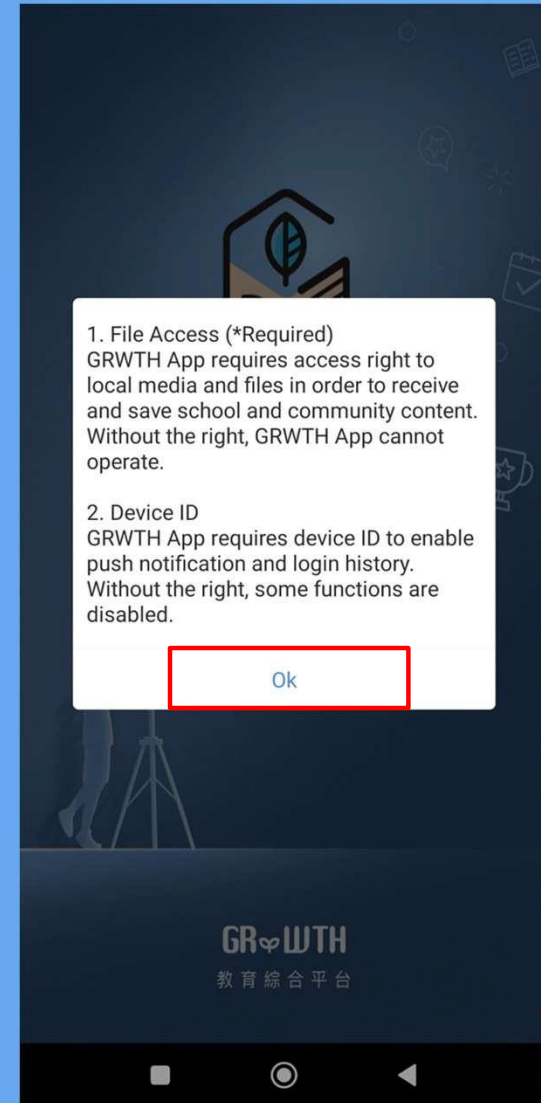 1. File Access (*Required)
GRWTH App requires access right to
local media and files in order to receive
and save school and community content.
Without the right, GRWTH App cannot
operate.
2. Device ID
GRWTH App requires device ID to enable
push notification and login history.
Without the right, some functions are
disabled.
Ok
GRWTH
教育綜合平台